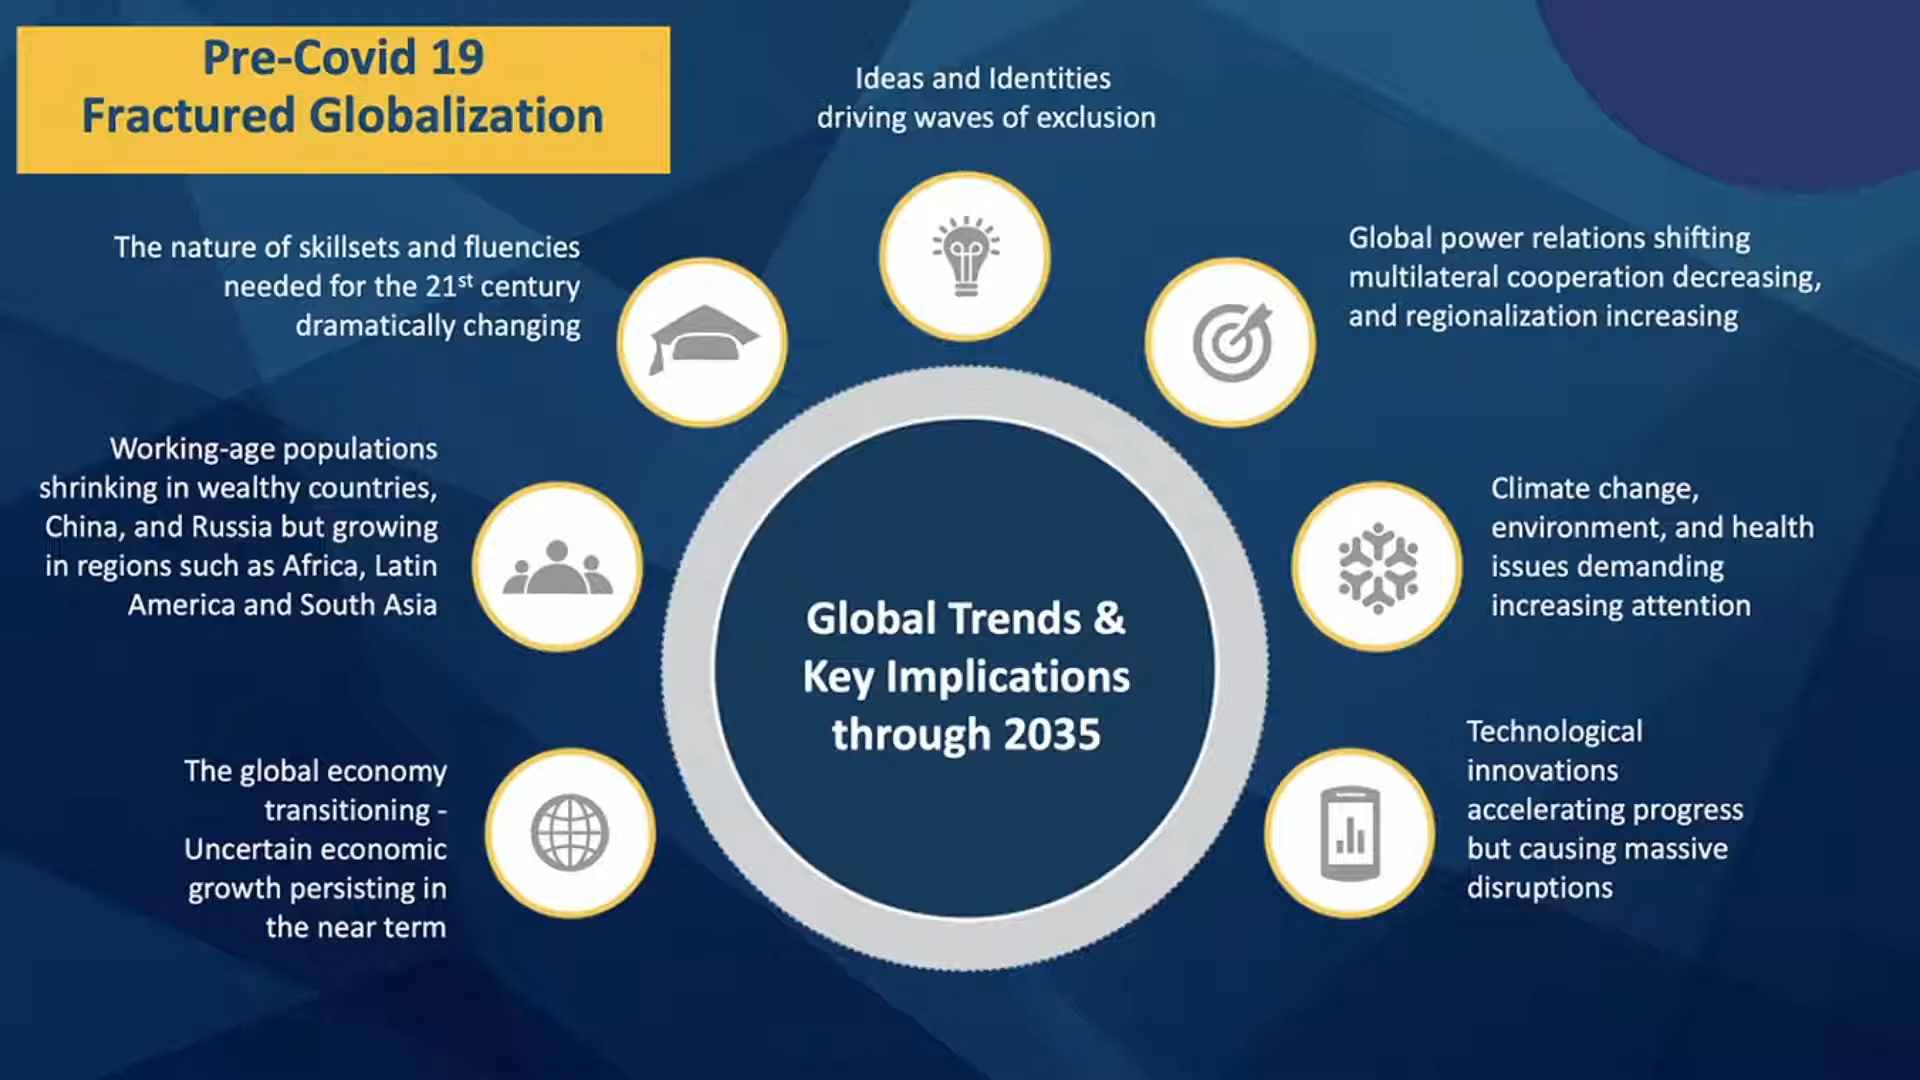 Pre-Covid 19
Fractured Globalization
Ideas and Identities
driving waves of exclusion
The nature of skillsets and fluencies
needed for the 21st century
dramatically changing
Global power relations shifting
multilateral cooperation decreasing,
and regionalization increasing
Working-age populations
shrinking in wealthy countries,
China, and Russia but growing
in regions such as Africa, Latin
America and South Asia
Climate change,
environment, and health
issues demanding
increasing attention
Global Trends &
Key Implications
through 2035
The global economy
transitioning -
Uncertain economic
growth persisting in
the near term
Technological
innovations
accelerating progress
but causing massive
disruptions